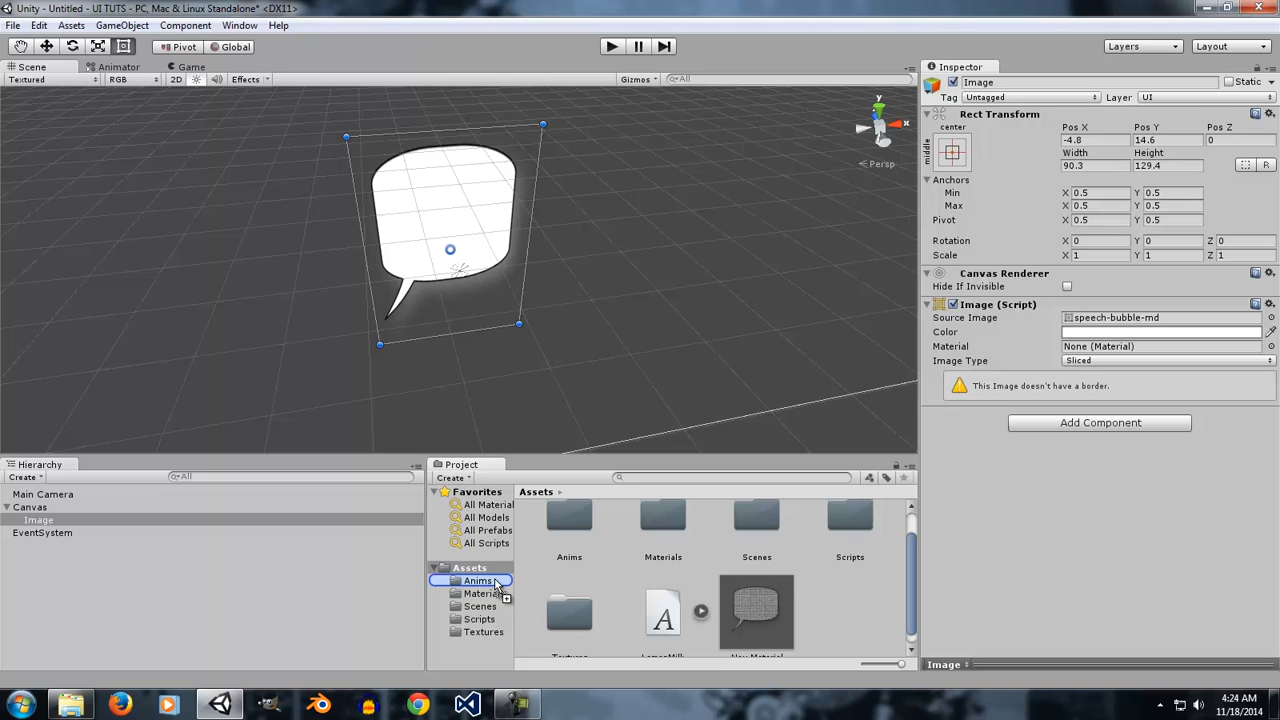 Unity - Untitled - UI TUTS - PC, Mac & Linux Standalone* <DX11>
File Edit Assets GameObject Component Window Help
Pivot Global Layers Layout
Scene Animator Game
Textured RGB 2D Effects Gizmos All
y
x
Persp
Inspector
Image Static
Tag Untagged Layer UI
Rect Transform
center
middle
Pos X Pos Y Pos Z
-4.8 14.6 0
Width Height
90.3 129.4
R
Anchors
Min X 0.5 Y 0.5
Max X 0.5 Y 0.5
Pivot X 0.5 Y 0.5
Rotation X 0 Y 0 Z 0
Scale X 1 Y 1 Z 1
Canvas Renderer
Hide If Invisible
Image (Script)
Source Image speech-bubble-md
Color
Material None (Material)
Image Type Sliced
This Image doesn't have a border.
Add Component
Image
Hierarchy
Create All
Main Camera
Canvas
Image
EventSystem
Project
Create
Favorites
All Material
All Models
All Prefabs
All Scripts
Assets
Anims
Scenes
Scripts
Textures
Assets
Anims Materials Scenes Scripts
A
4:24 AM
11/18/2014